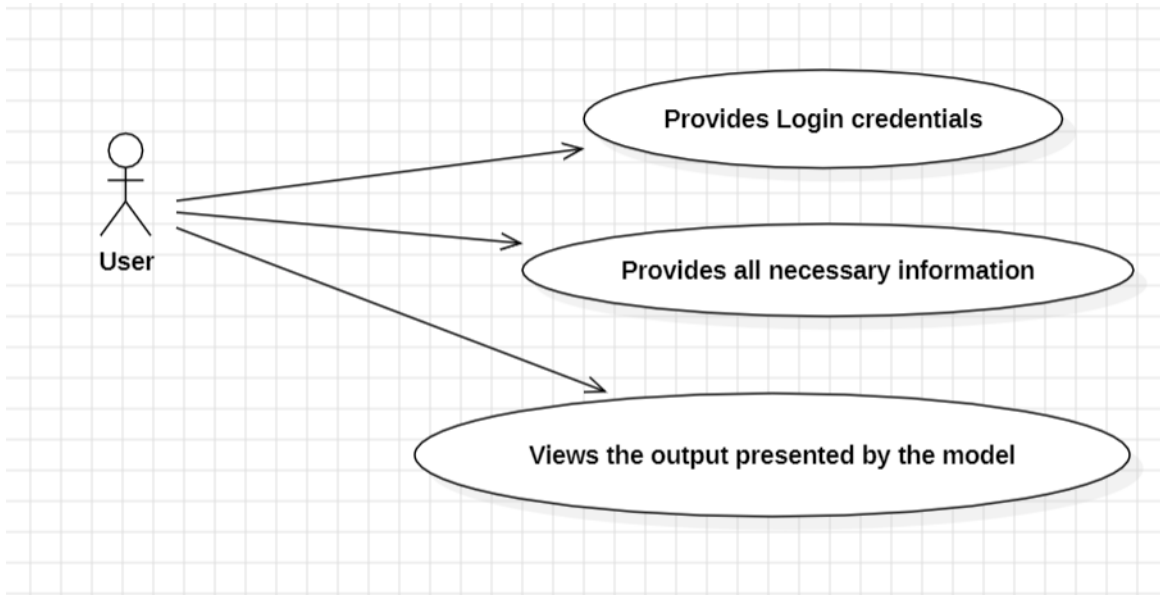 Provides Login credentials
User
Provides all necessary information
Views the output presented by the model